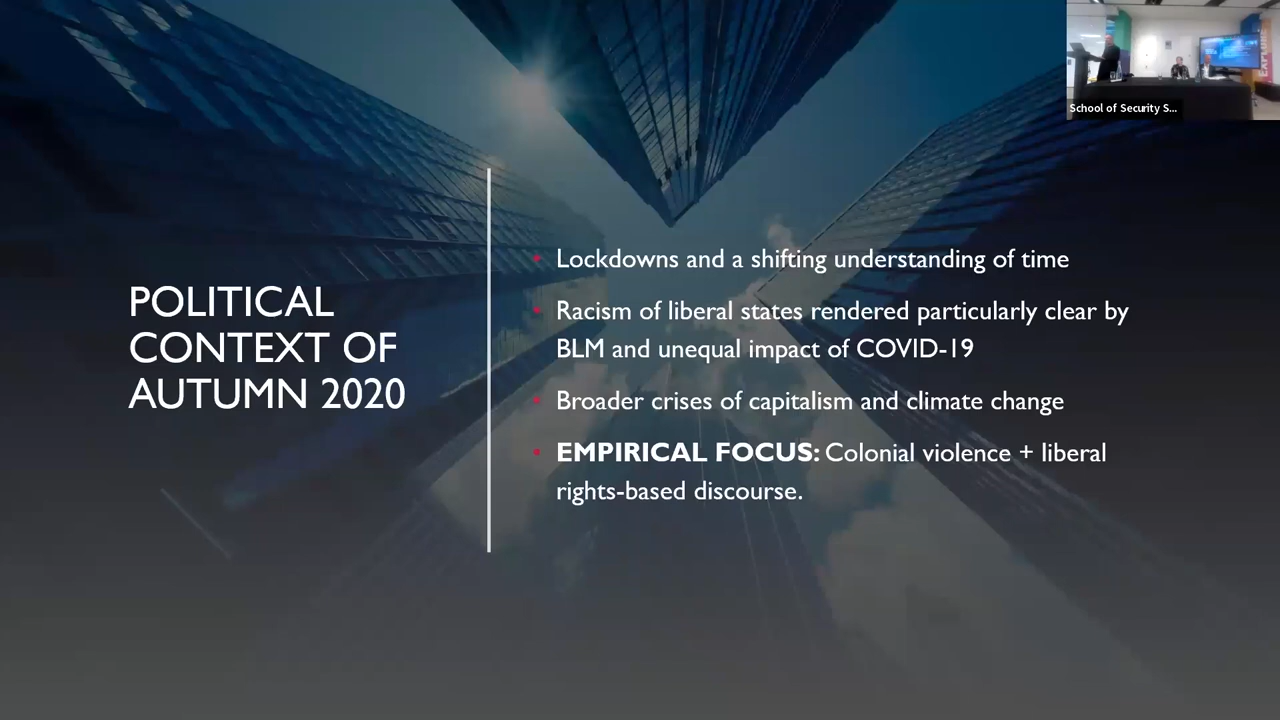 School of Security S...
EXPLORE
POLITICAL
CONTEXT OF
AUTUMN 2020
Lockdowns and a shifting understanding of time
Racism of liberal states rendered particularly clear by
BLM and unequal impact of COVID-19
Broader crises of capitalism and climate change
EMPIRICAL FOCUS: Colonial violence + liberal
rights-based discourse.